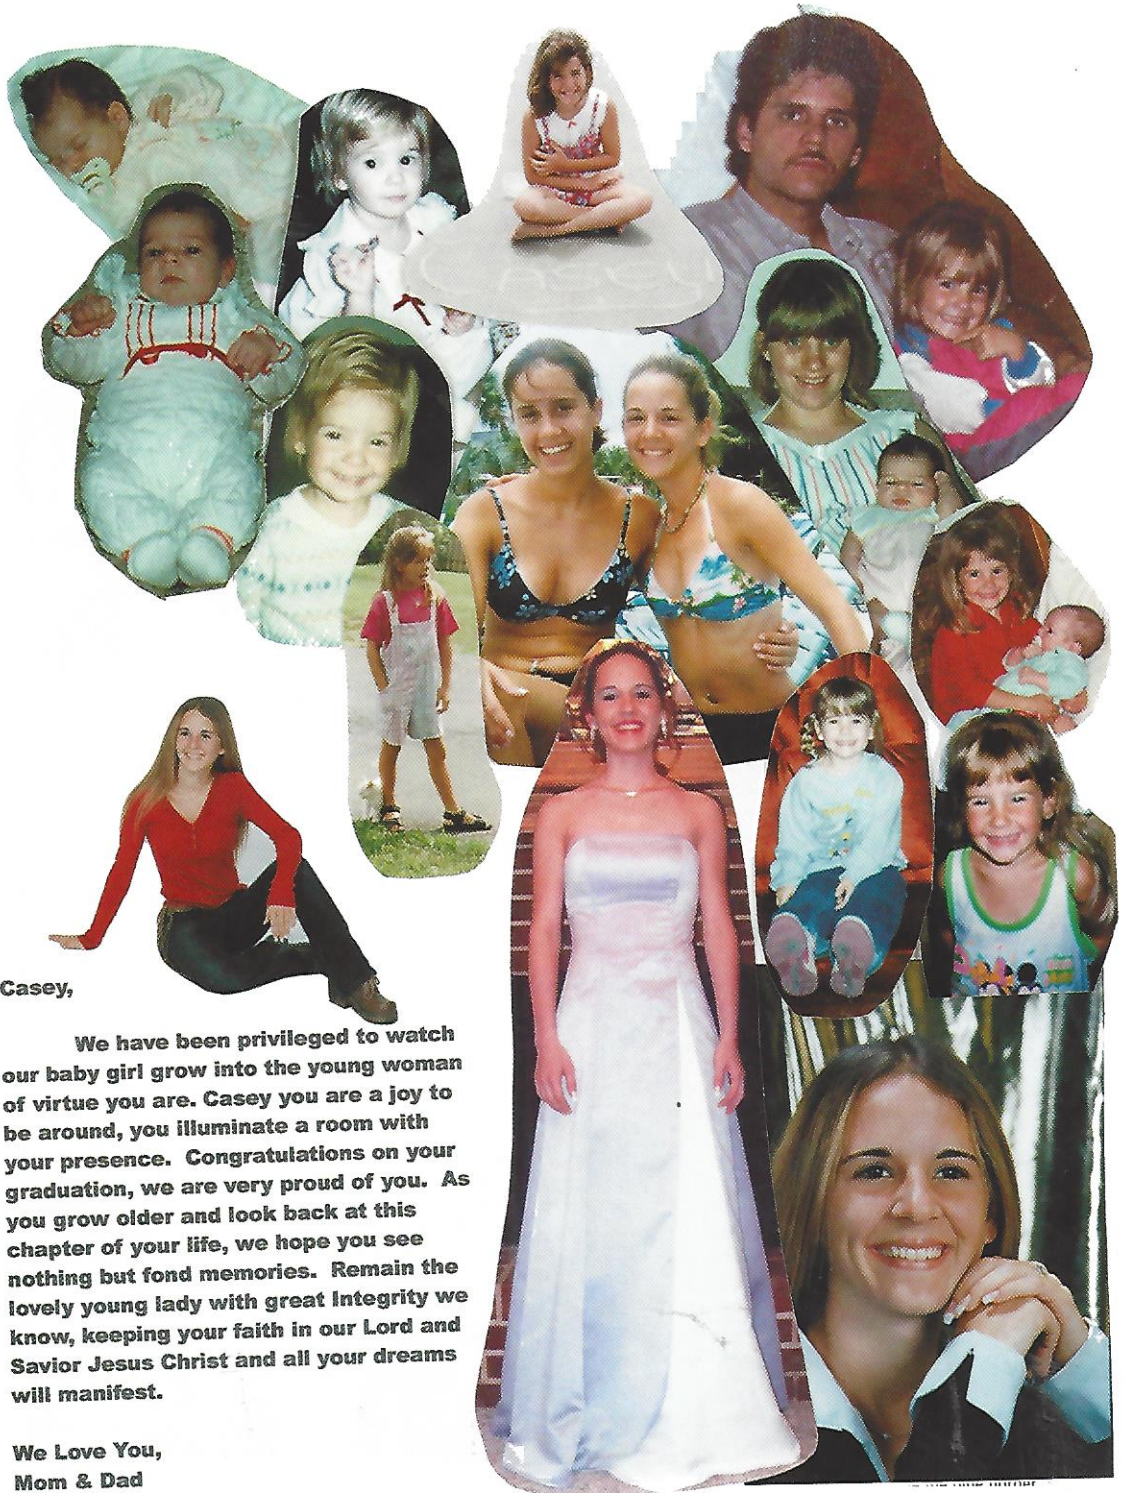 CASEY
Casey,
We have been privileged to watch
our baby girl grow into the young woman
of virtue you are. Casey you are a joy to
be around, you illuminate a room with
your presence. Congratulations on your
graduation, we are very proud of you. As
you grow older and look back at this
chapter of your life, we hope you see
nothing but fond memories. Remain the
lovely young lady with great Integrity we
know, keeping your faith in our Lord and
Savior Jesus Christ and all your dreams
will manifest.
We Love You,
Mom & Dad